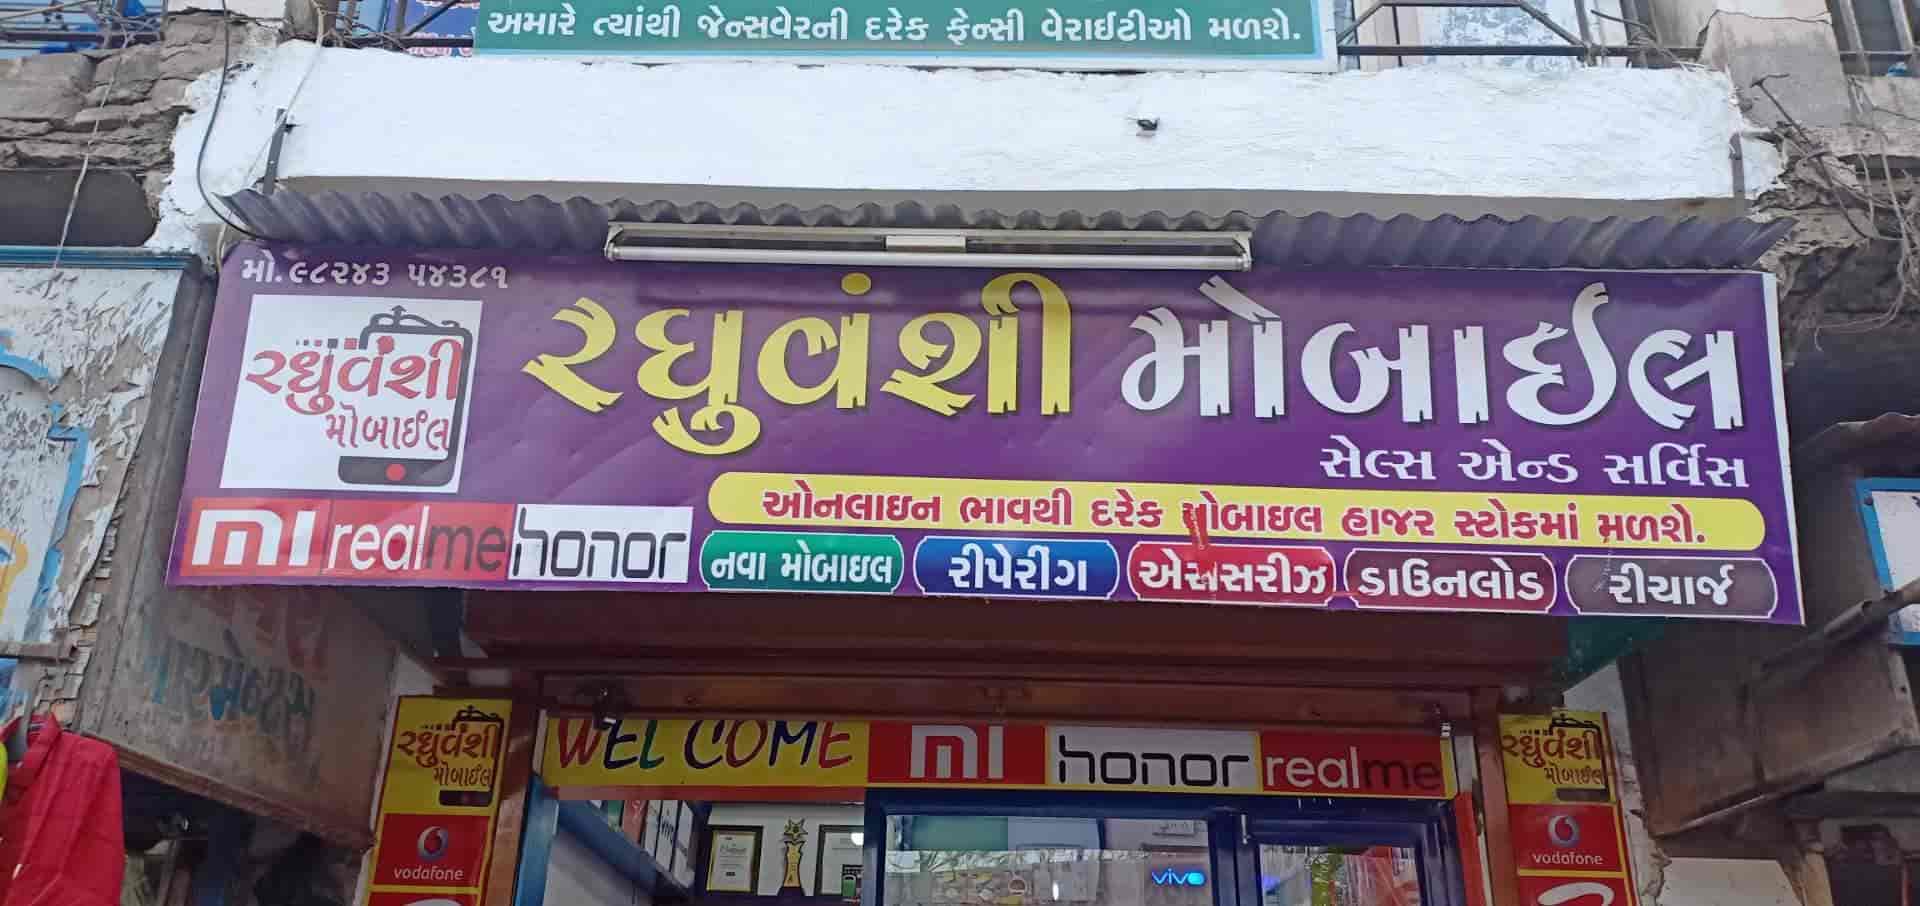 અમારે ત્યાંથી જેન્સવેરની દરેક ફેન્સી વેરાઈટીઓ મળશે.
મો.૯૮૨૪૩ ૫૪૩૮૧
રઘુવંશી મોબાઈલ
રઘુવંશી
મોબાઈલ
સેલ્સ એન્ડ સર્વિસ
ઓનલાઇન ભાવથી દરેક મોબાઇલ હાજર સ્ટોકમાં મળશે.
mi realme honor
નવા મોબાઇલ રીપેરીંગ એસેસરીઝ ડાઉનલોડ રીચાર્જ
WELCOME mi honor realme
રઘુવંશી
મોબાઈલ
vodafone
રઘુવંશી
મોબાઈલ
vodafone
vivo